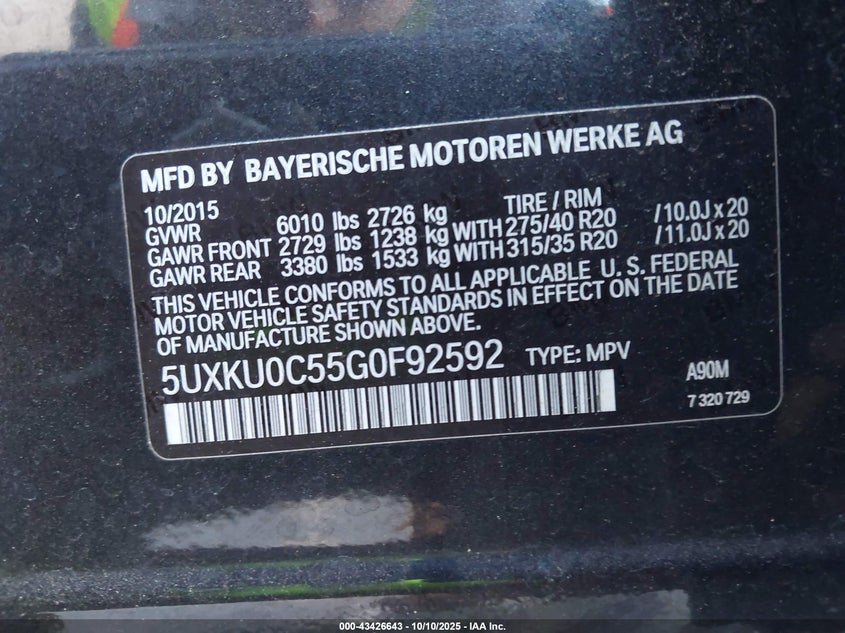 MFD BY BAYERISCHE MOTOREN WERKE AG
10/2015 TIRE / RIM
GVWR 6010 lbs 2726 kg
GAWR FRONT 2729 lbs 1238 kg WITH 275/40 R20 /10.0J x 20
GAWR REAR 3380 lbs 1533 kg WITH 315/35 R20 /11.0J x 20
THIS VEHICLE CONFORMS TO ALL APPLICABLE U.S. FEDERAL
MOTOR VEHICLE SAFETY STANDARDS IN EFFECT ON THE DATE
OF MANUFACTURE SHOWN ABOVE.
5UXKU0C55G0F92592 TYPE: MPV A90M
7 320 729
000-43426643 - 10/10/2025 - IAA Inc.